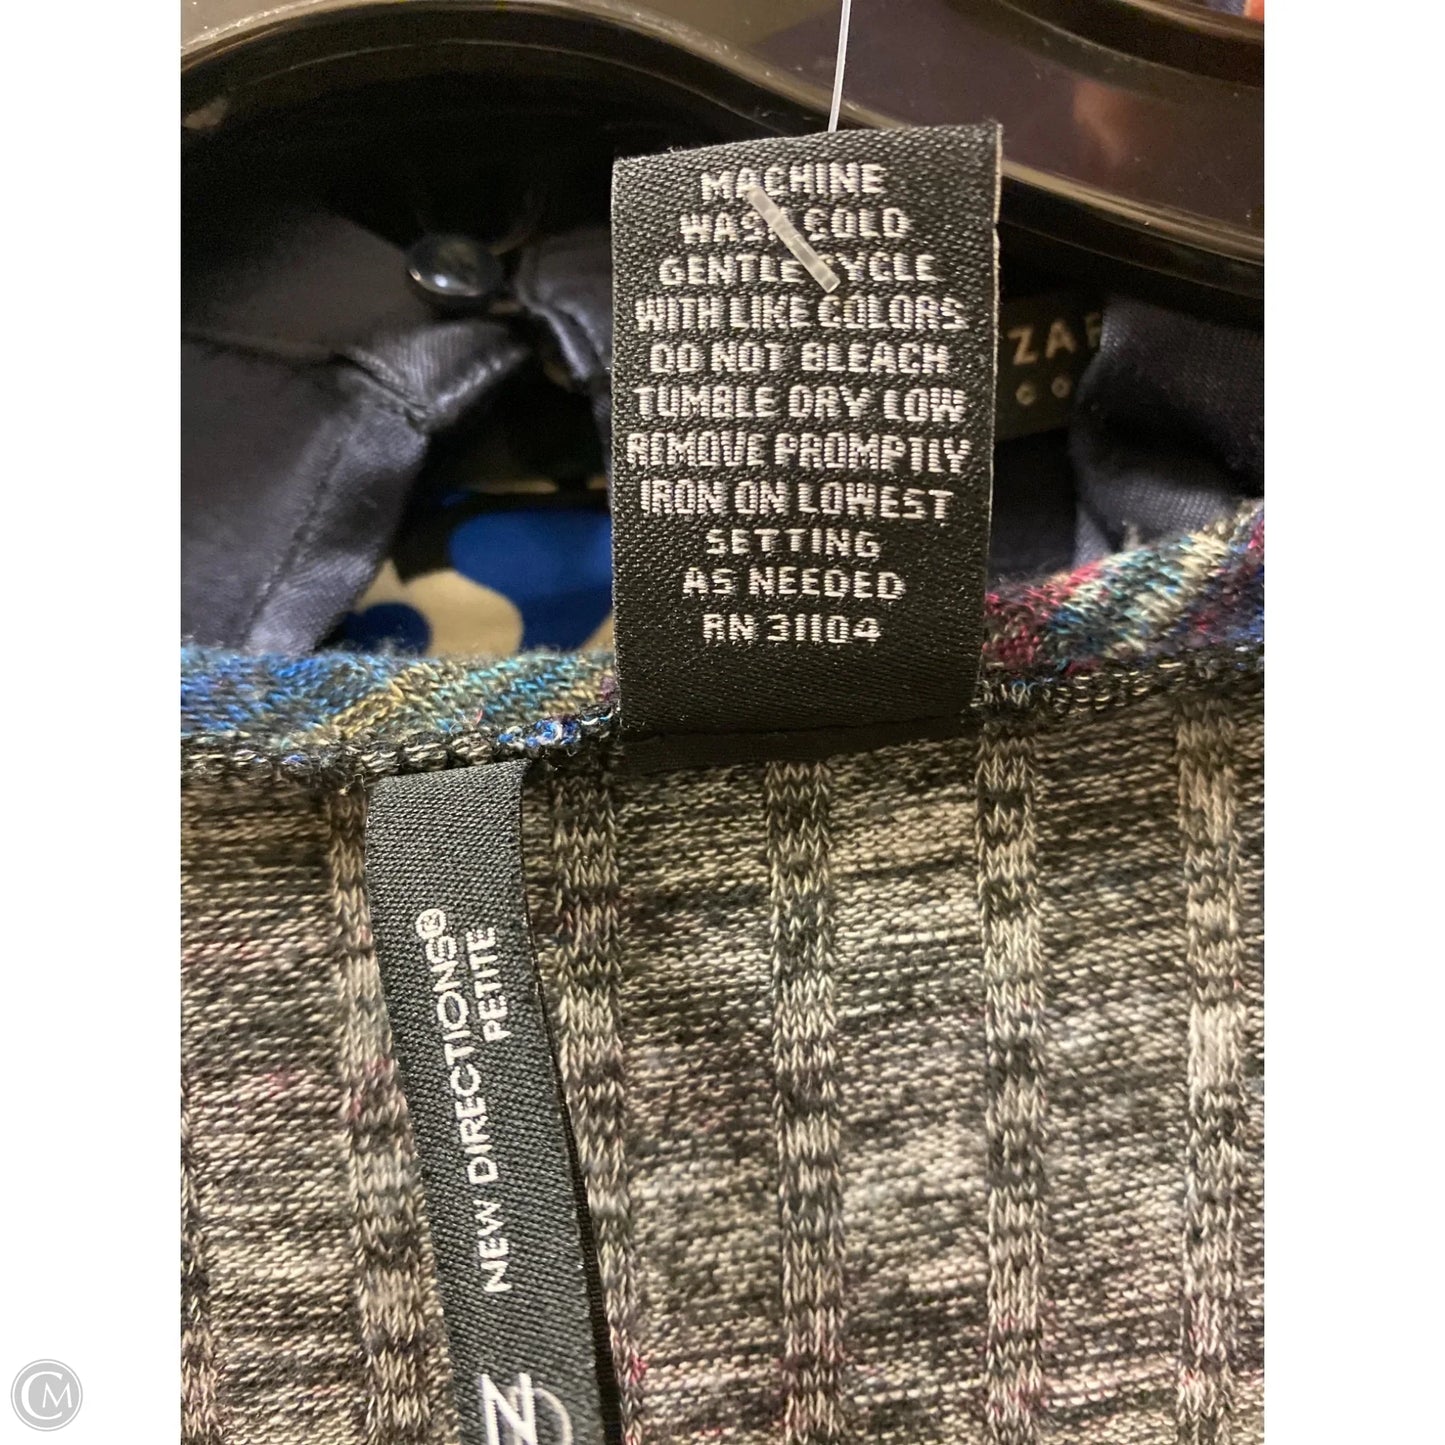 MACHINE
WASH COLD
GENTLE CYCLE
WITH LIKE COLORS
DO NOT BLEACH
TUMBLE DRY LOW
REMOVE PROMPTLY
IRON ON LOWEST
SETTING
AS NEEDED
RN 31104
NEW DIRECTIONS®
PETITE
CM